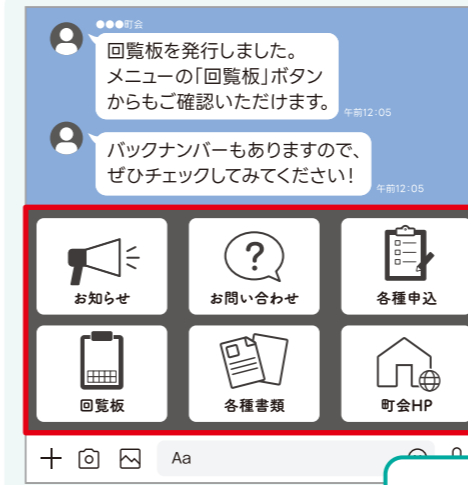 ●●●町会
回覧板を発行しました。
メニューの「回覧板」ボタン
からもご確認いただけます。
午前12:05
バックナンバーもありますので、
ぜひチェックしてみてください！
午前12:05
お知らせ
お問い合わせ
各種申込
回覧板
各種書類
町会HP
Aa